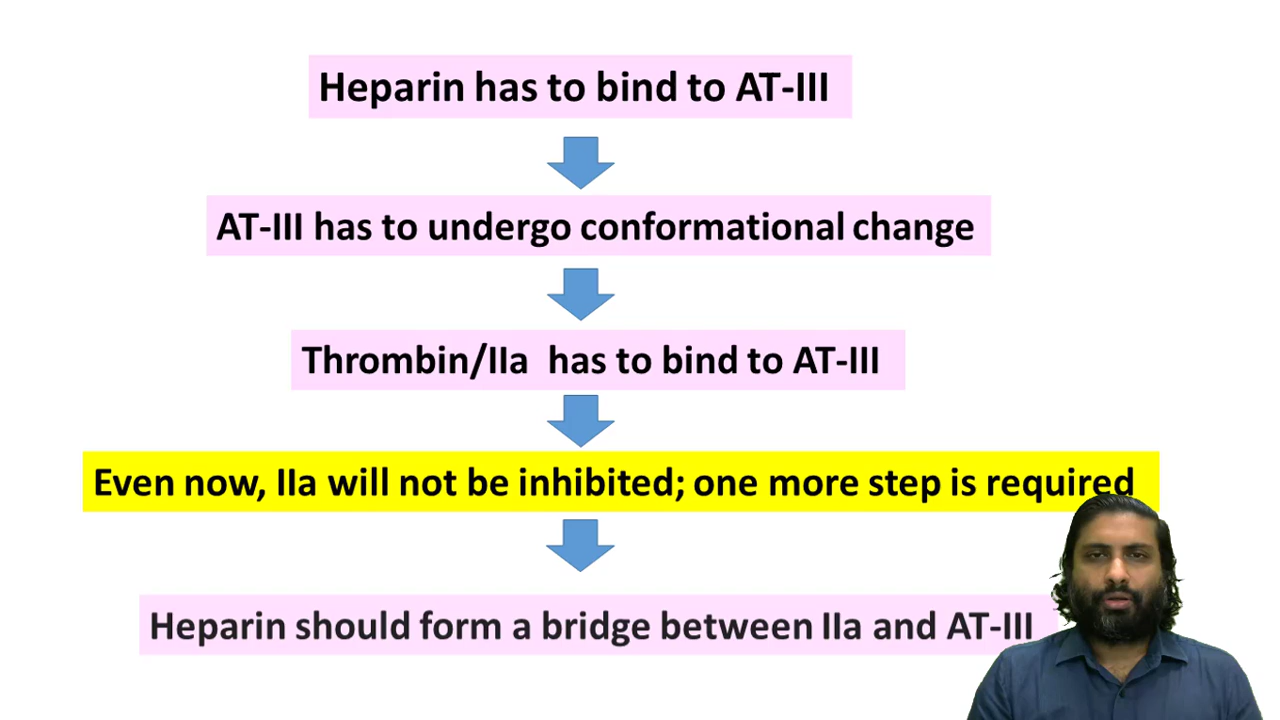 Heparin has to bind to AT-III
AT-III has to undergo conformational change
Thrombin/IIa has to bind to AT-III
Even now, IIa will not be inhibited; one more step is required
Heparin should form a bridge between IIa and AT-III